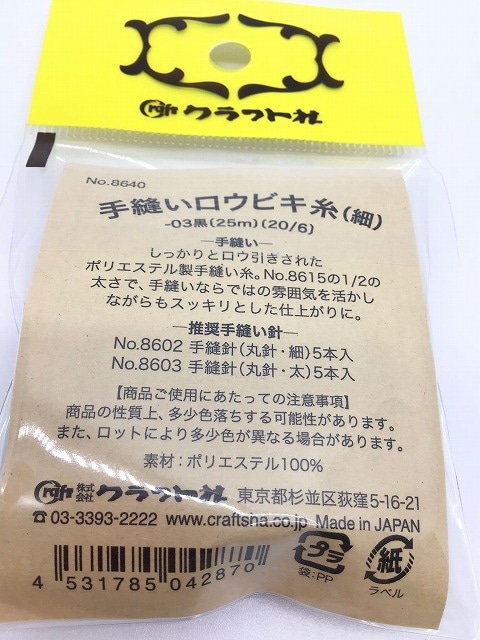 Craft クラフト社
No.8640
手縫いロウビキ糸(細)
-03黒(25m)(20/6)
―手縫い―
しっかりとロウ引きされた
ポリエステル製手縫い糸。No.8615の1/2の
太さで、手縫いならではの雰囲気を活かし
ながらもスッキリとした仕上がりに。
―推奨手縫い針―
No.8602 手縫針(丸針・細)5本入
No.8603 手縫針(丸針・太)5本入
【商品ご使用にあたっての注意事項】
商品の性質上、多少色落ちする可能性があります。
また、ロットにより多少色が異なる場合があります。
素材:ポリエステル100%
Craft 株式会社 クラフト社 東京都杉並区荻窪5-16-21
☎03-3393-2222 www.craftsha.co.jp Made in JAPAN
4 531785 042870
プラ
袋:PP
紙
ラベル